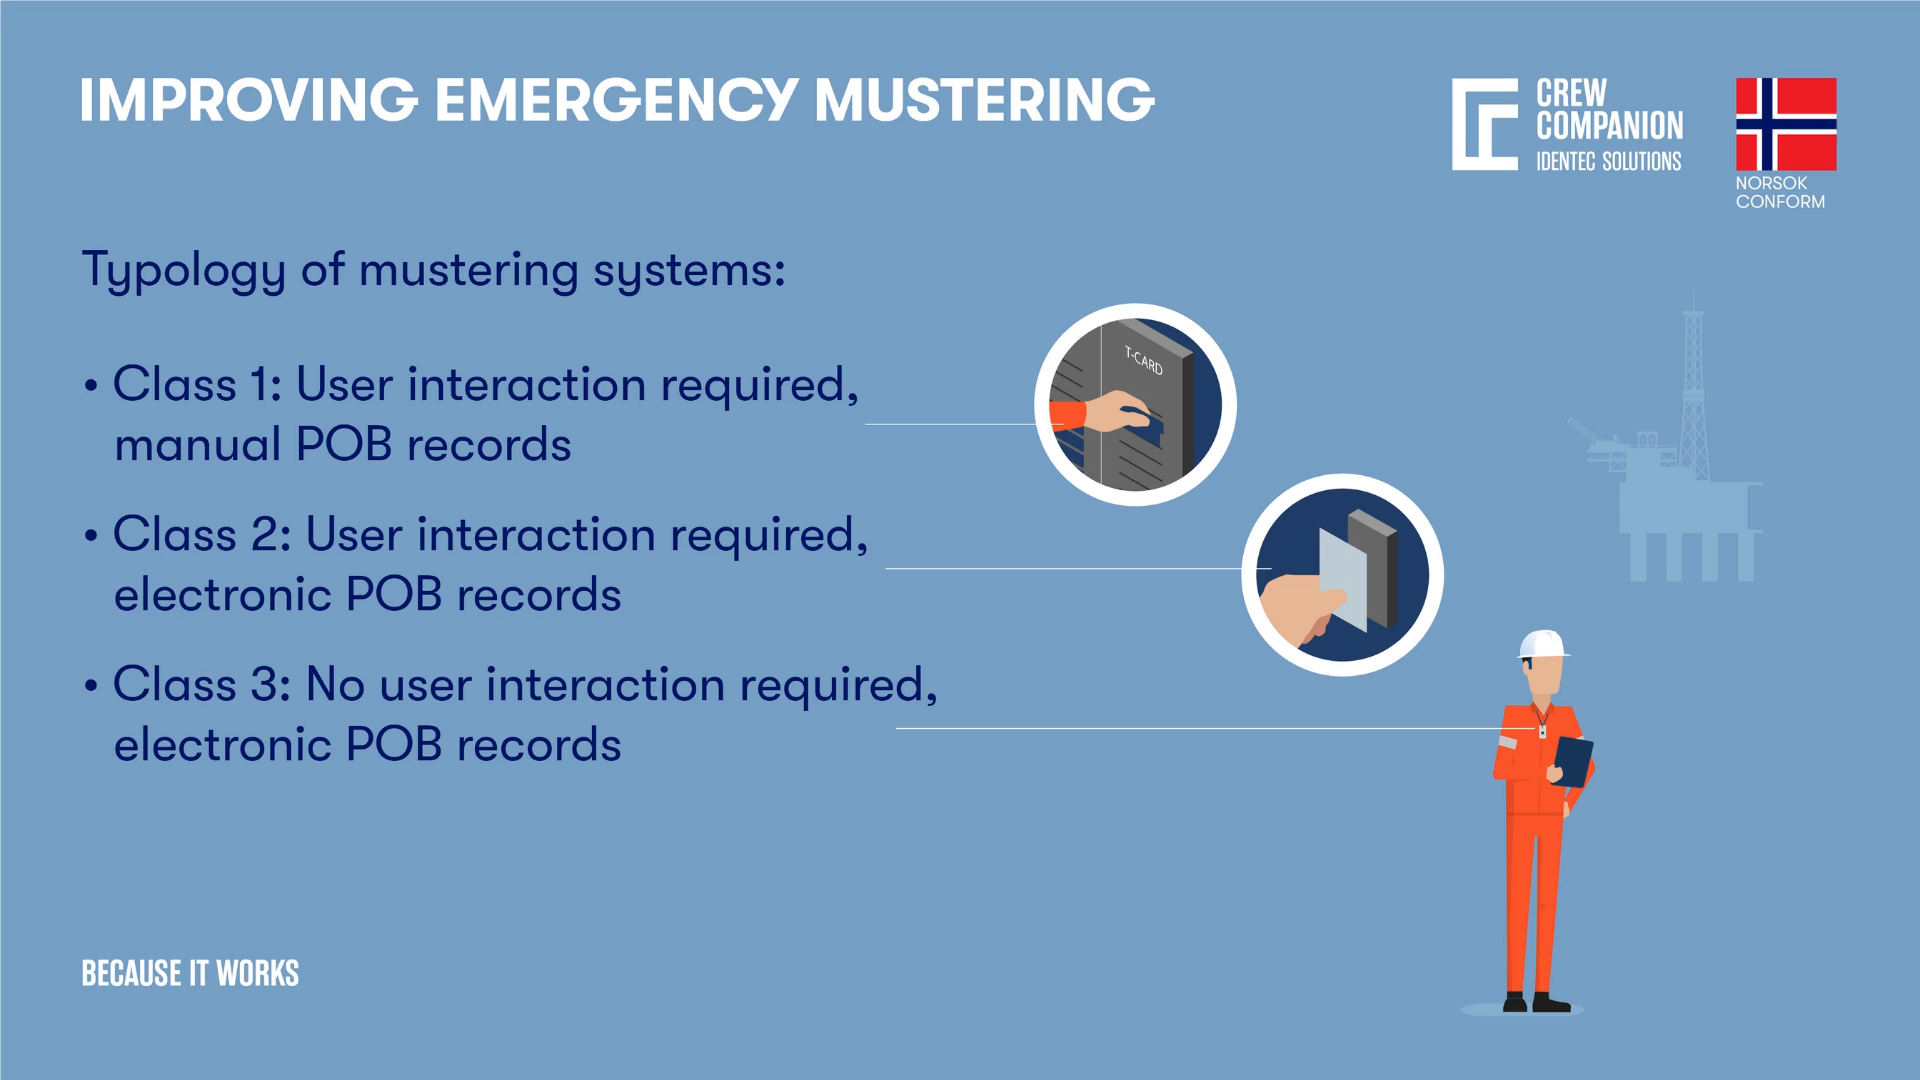 IMPROVING EMERGENCY MUSTERING
CREW
COMPANION
IDENTEC SOLUTIONS
NORSOK
CONFORM
Typology of mustering systems:
• Class 1: User interaction required,
manual POB records
T-CARD
• Class 2: User interaction required,
electronic POB records
• Class 3: No user interaction required,
electronic POB records
BECAUSE IT WORKS